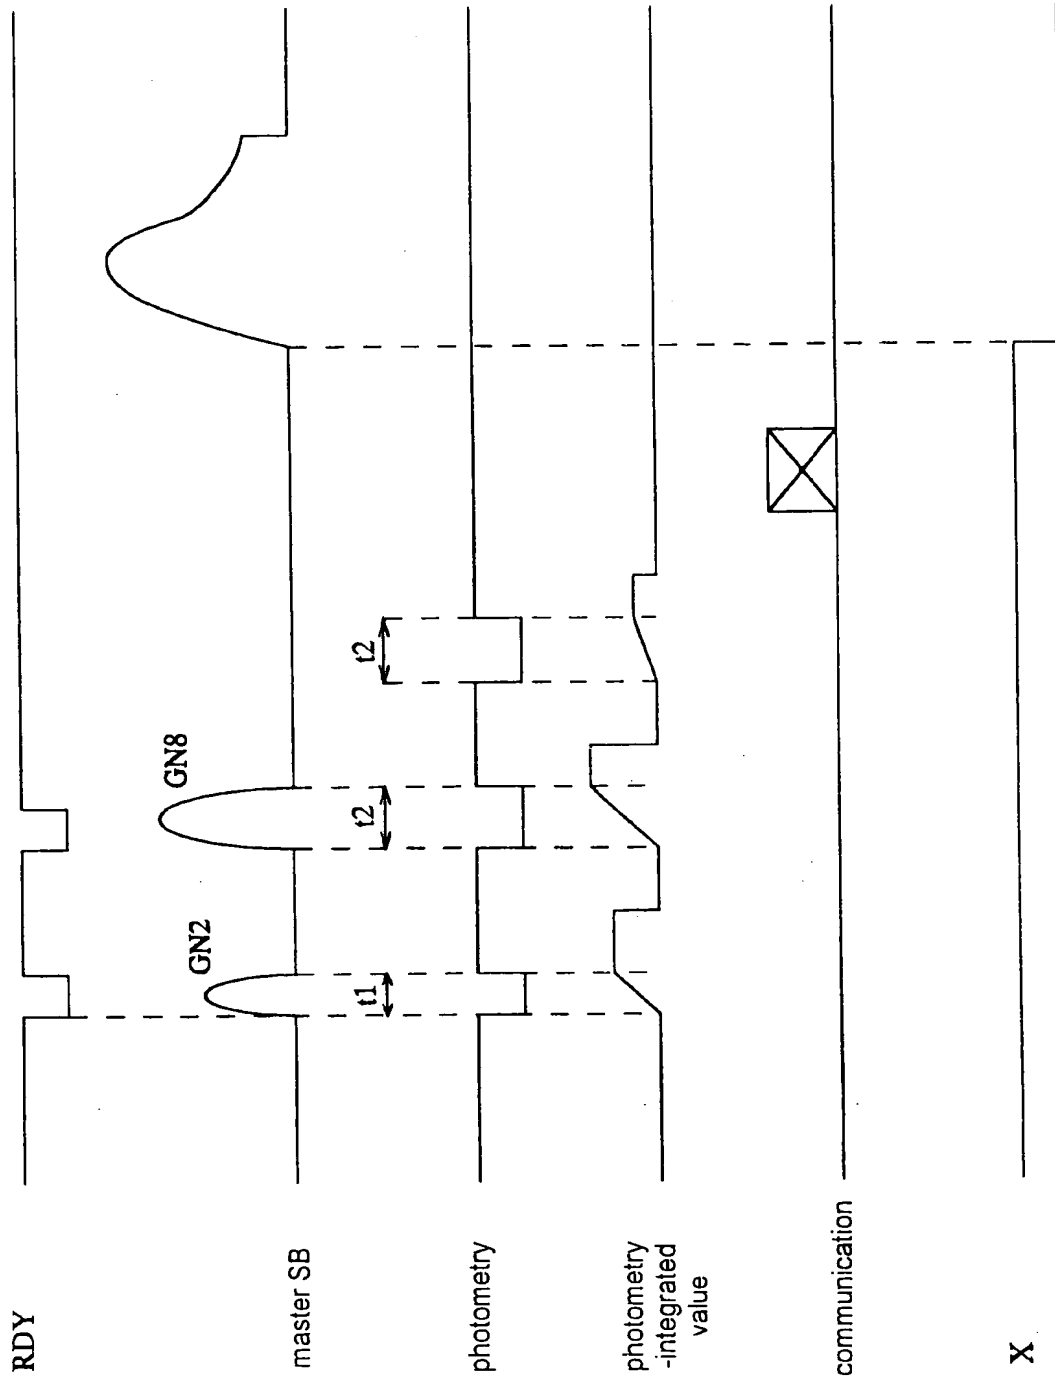 RDY
master SB
GN2
GN8
photometry
t1
t2
t2
photometry
-integrated
value
communication
X